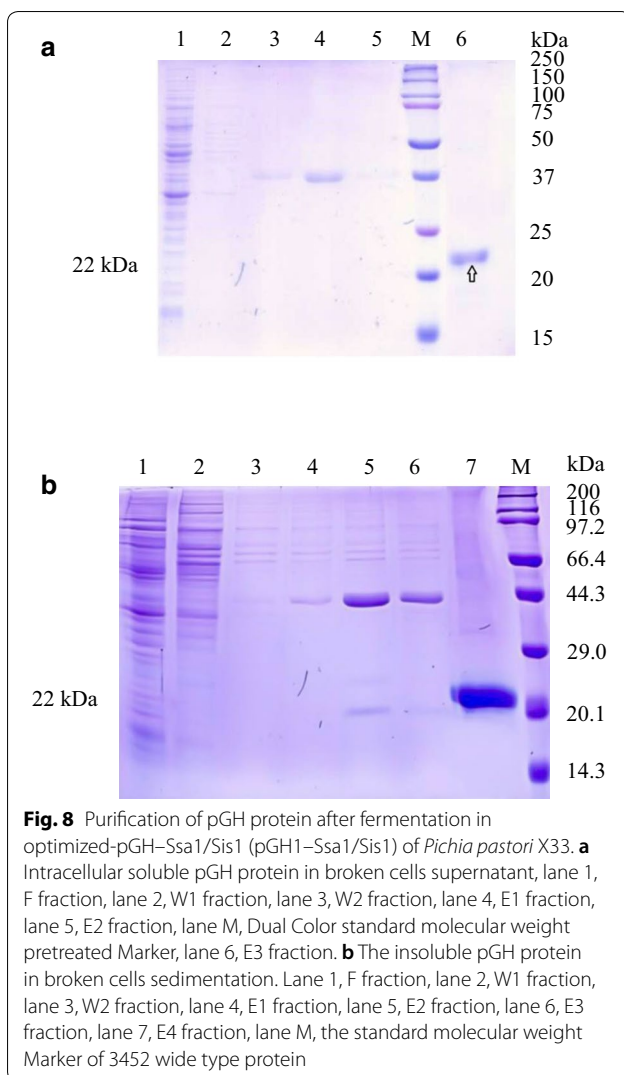 a
1 2 3 4 5 M 6 kDa
250
150
100
75
50
37
25
22 kDa
20
15
b
1 2 3 4 5 6 7 M kDa
200
116
97.2
66.4
44.3
29.0
22 kDa
20.1
14.3
Fig. 8 Purification of pGH protein after fermentation in
optimized-pGH–Ssa1/Sis1 (pGH1–Ssa1/Sis1) of Pichia pastori X33. a
Intracellular soluble pGH protein in broken cells supernatant, lane 1,
F fraction, lane 2, W1 fraction, lane 3, W2 fraction, lane 4, E1 fraction,
lane 5, E2 fraction, lane M, Dual Color standard molecular weight
pretreated Marker, lane 6, E3 fraction. b The insoluble pGH protein
in broken cells sedimentation. Lane 1, F fraction, lane 2, W1 fraction,
lane 3, W2 fraction, lane 4, E1 fraction, lane 5, E2 fraction, lane 6, E3
fraction, lane 7, E4 fraction, lane M, the standard molecular weight
Marker of 3452 wide type protein